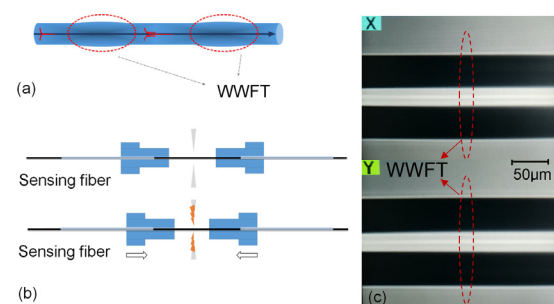 (a)
WWFT
Sensing fiber
Sensing fiber
(b)
X
Y
WWFT
50μm
(c)